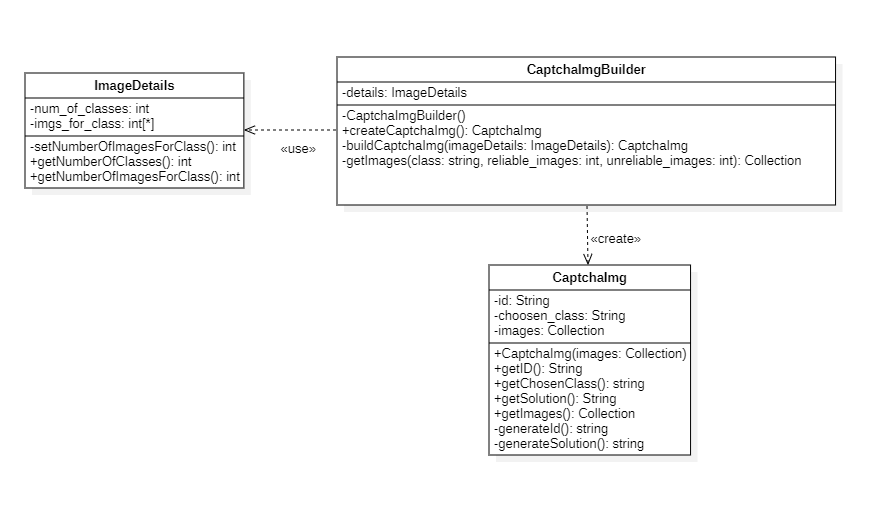 ImageDetails
-num_of_classes: int
-imgs_for_class: int[*]
-setNumberOfImagesForClass(): int
+getNumberOfClasses(): int
+getNumberOfImagesForClass(): int
«use»
CaptchaImgBuilder
-details: ImageDetails
-CaptchaImgBuilder()
+createCaptchaImg(): CaptchaImg
-buildCaptchaImg(imageDetails: ImageDetails): CaptchaImg
-getImages(class: string, reliable_images: int, unreliable_images: int): Collection
«create»
CaptchaImg
-id: String
-choosen_class: String
-images: Collection
+CaptchaImg(images: Collection)
+getID(): String
+getChosenClass(): string
+getSolution(): String
+getImages(): Collection
-generateId(): string
-generateSolution(): string